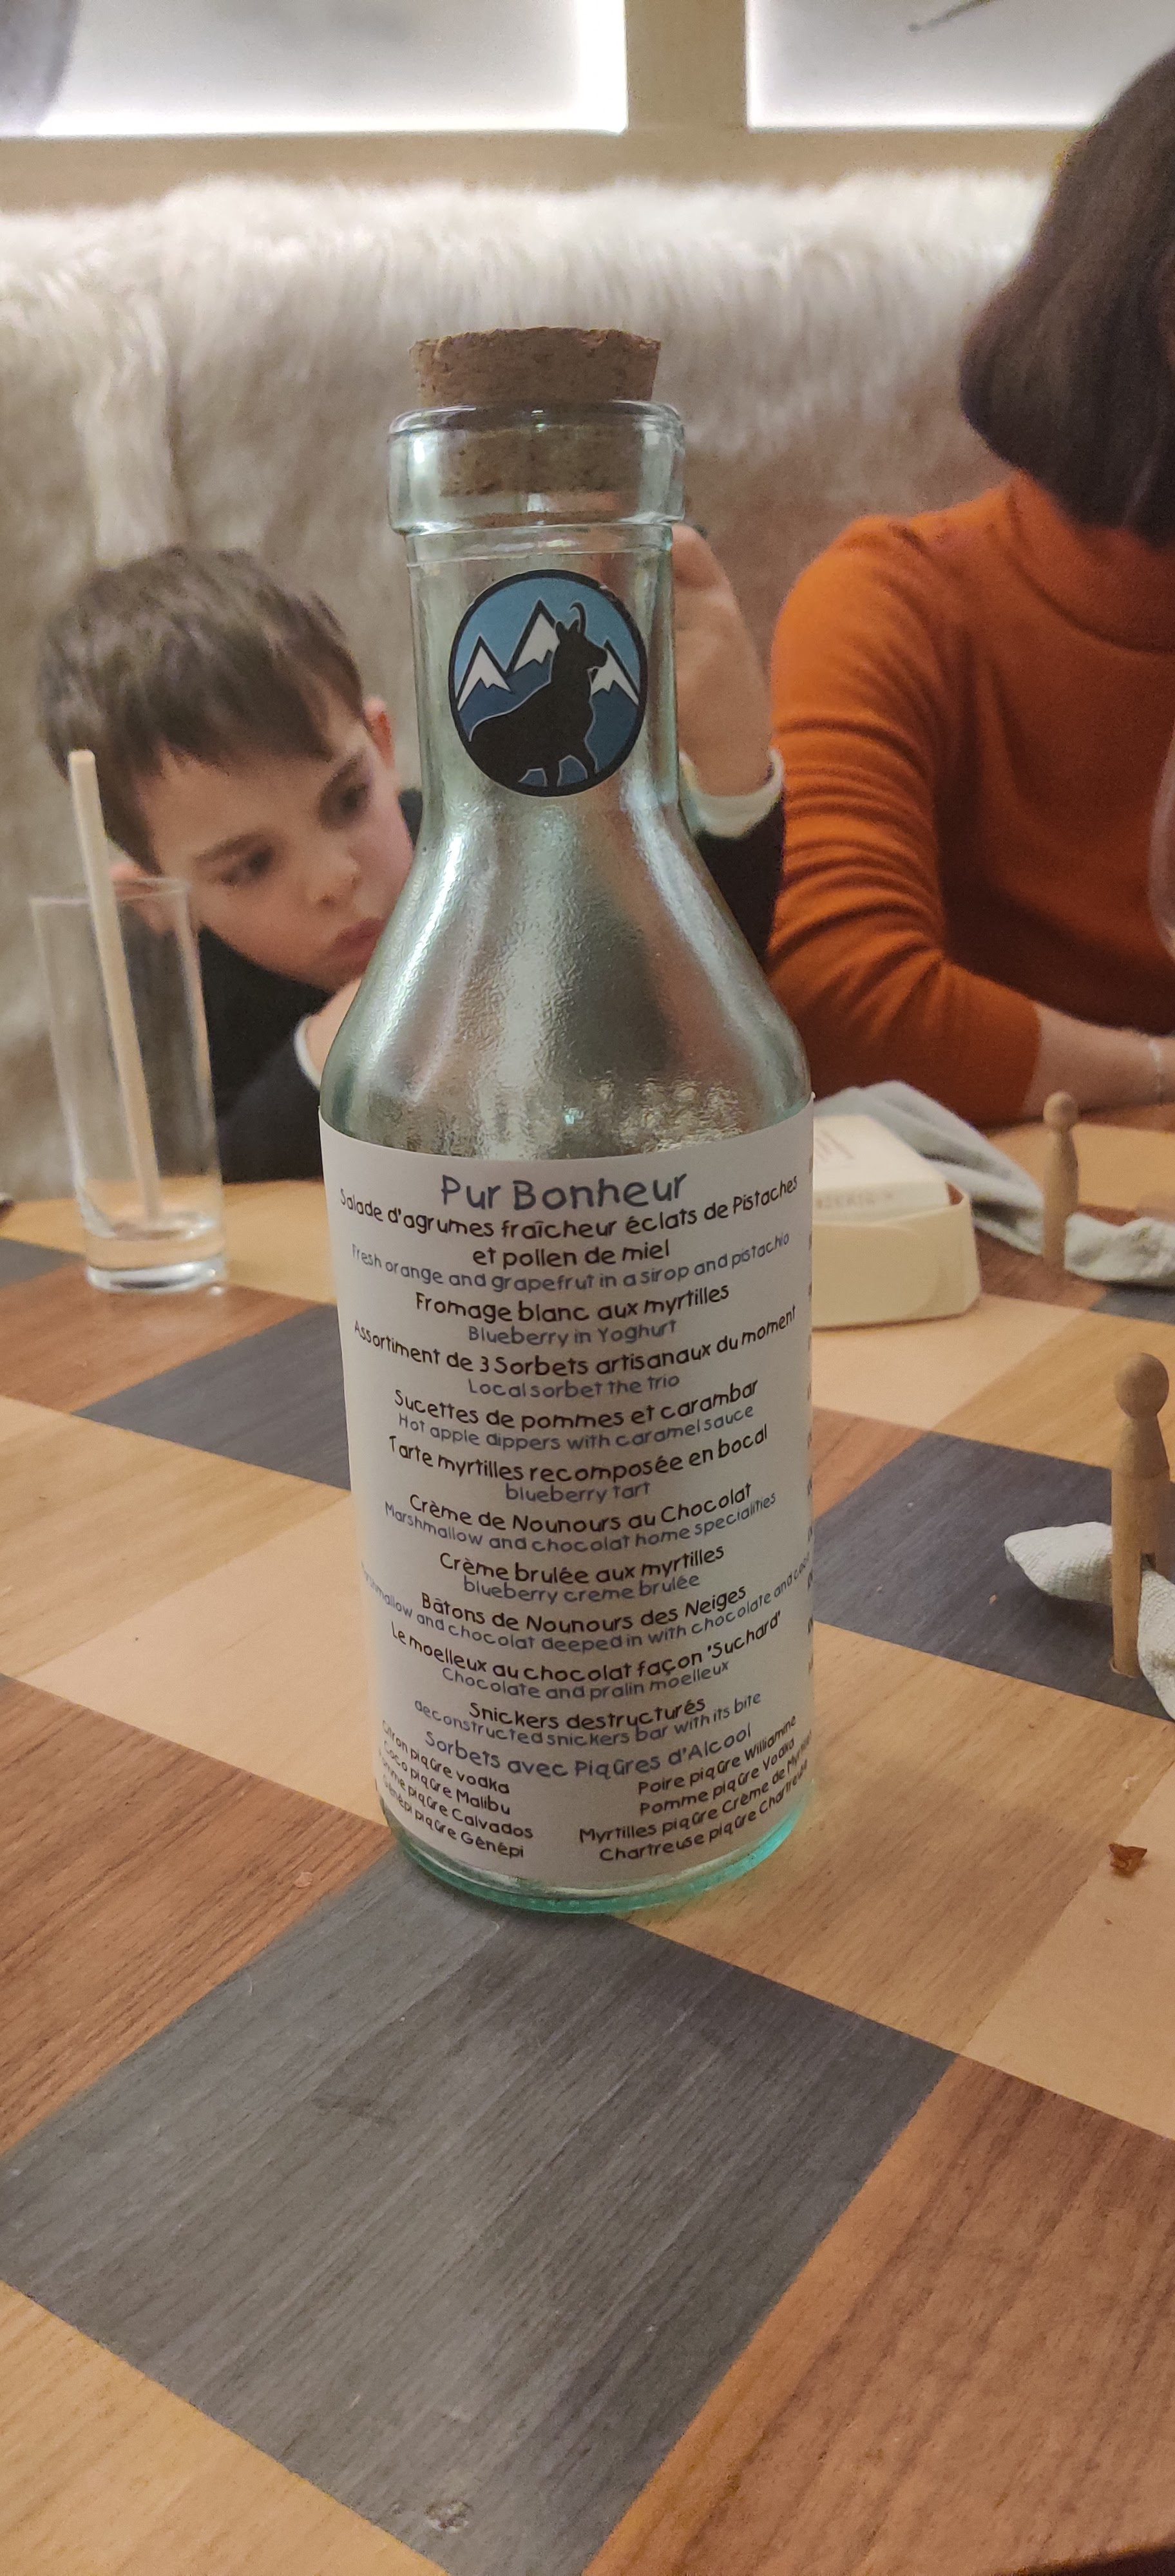 Pur Bonheur
Salade d'agrumes fraîcheur éclats de Pistaches
et pollen de miel
Fresh orange and grapefrut in a sirop and pistachio
Fromage blanc aux myrtilles
Blueberry in Yoghurt
Assortiment de 3 Sorbets artisanaux du moment
Local sorbet the trio
Sucettes de pommes et carambar
Hot apple dippers with caramel sauce
Tarte myrtilles recomposée en bocal
blueberry tart
Crème de Nounours au Chocolat
Marshmallow and chocolat home specialities
Crème brulée aux myrtilles
blueberry creme brulée
Bâtons de Nounours des Neiges
and chocolat deeped in with chocolate and
Le moelleux au chocolat façon 'Suchard'
Chocolate and pralin moelleux
Snickers destructurés
deconstructed snickers bar with its bite
Sorbets avec Piqûres d'Alcool
Citron piqûre vodka
Coco piqûre Malibu
Pomme piqûre Calvados
Génépi piqûre Génépi
Poire piqûre Williamine
Pomme piqûre Vodka
Myrtilles piqûre Crème de
Chartreuse piqûre Chartreuse